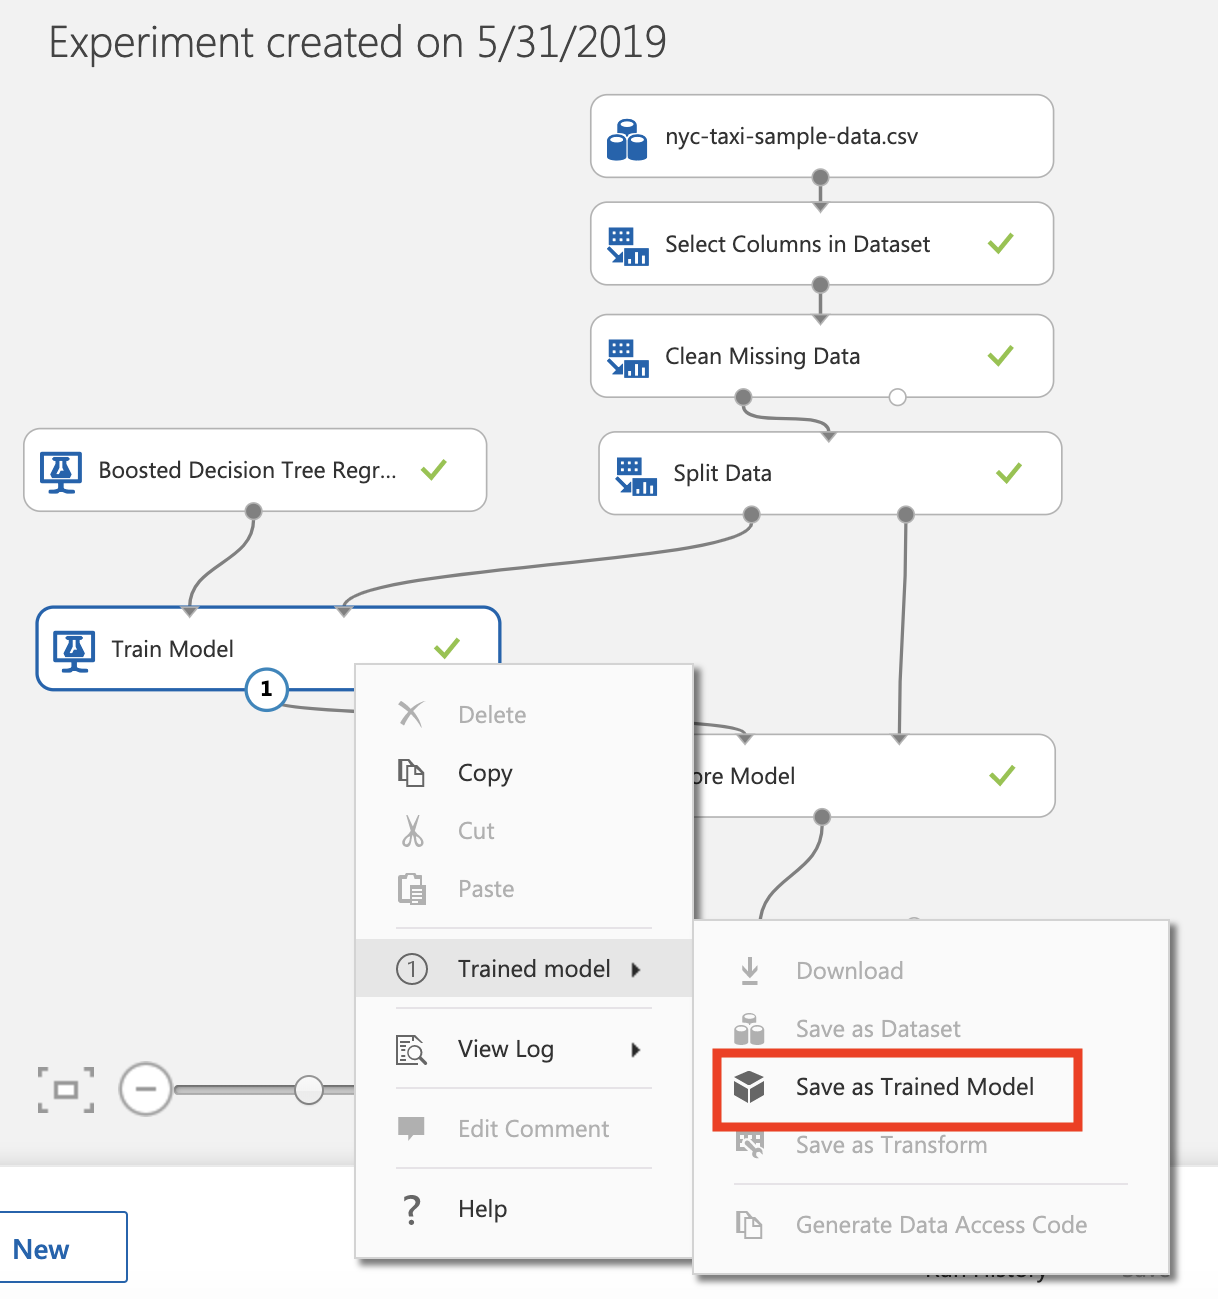 Experiment created on 5/31/2019
nyc-taxi-sample-data.csv
Select Columns in Dataset
Clean Missing Data
Boosted Decision Tree Regr...
Split Data
Train Model
1
Delete
Copy
ore Model
Cut
Paste
1 Trained model
Download
Save as Dataset
View Log
Save as Trained Model
Edit Comment
Save as Transform
? Help
Generate Data Access Code
New
Run History